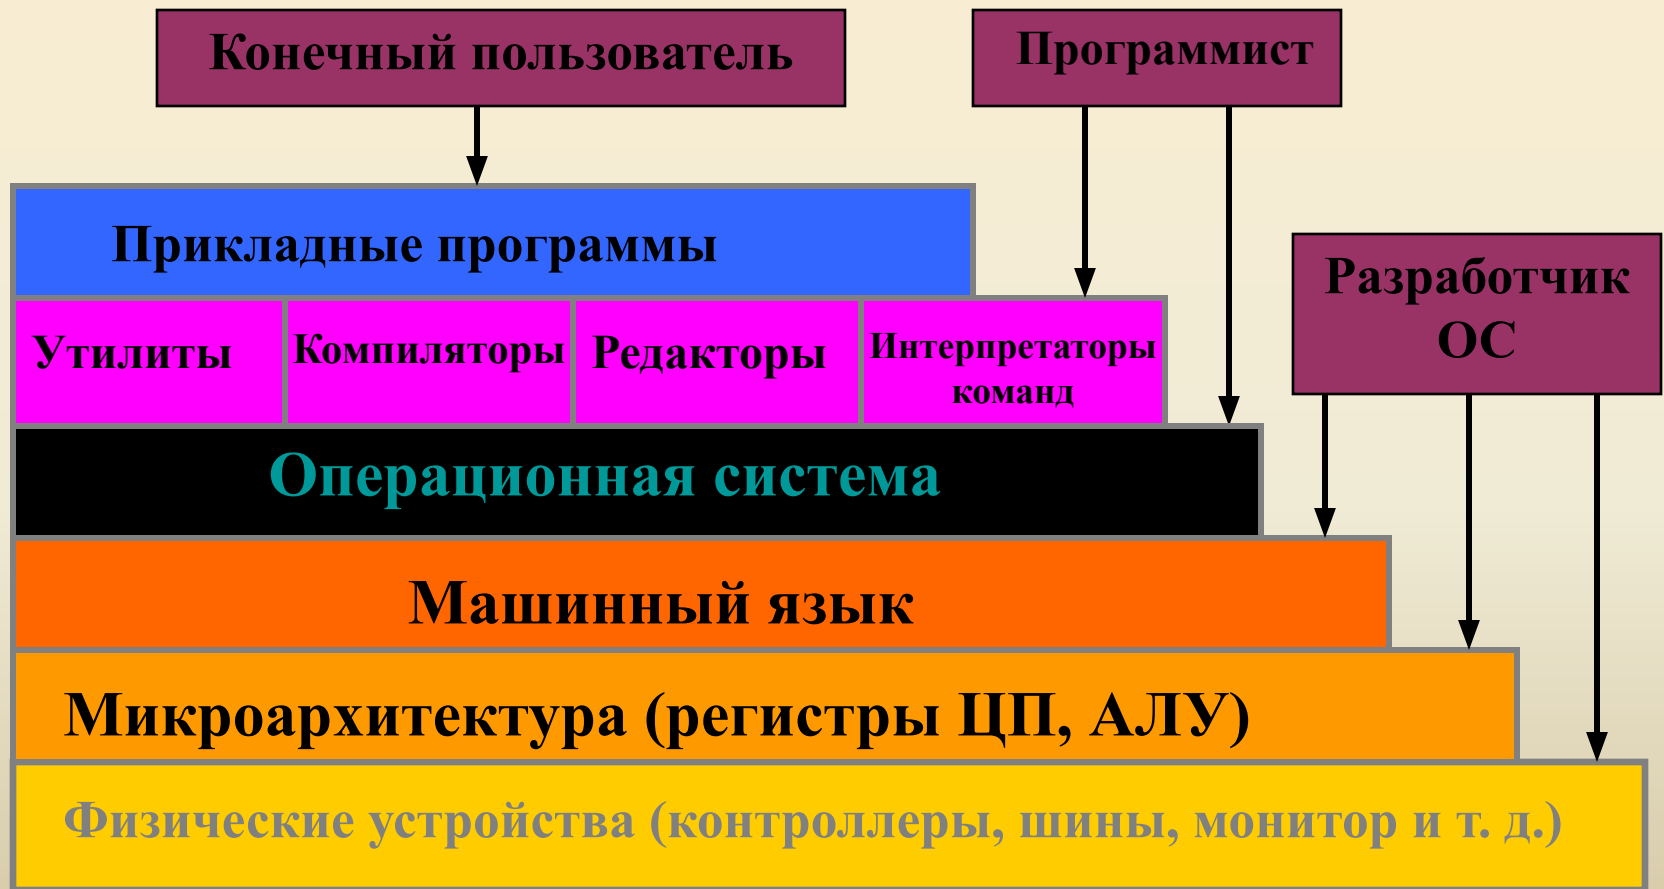 Конечный пользователь
Программист
Прикладные программы
Разработчик
ОС
Утилиты
Компиляторы
Редакторы
Интерпретаторы
команд
Операционная система
Машинный язык
Микроархитектура (регистры ЦП, АЛУ)
Физические устройства (контроллеры, шины, монитор и т. д.)